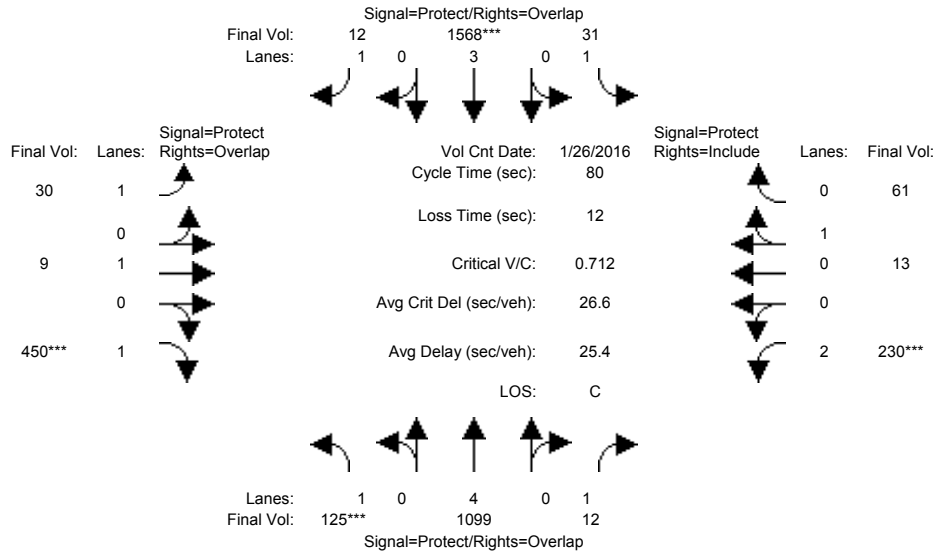 Signal=Protect/Rights=Overlap
Final Vol: 12 1568*** 31
Lanes: 1 0 3 0 1
Signal=Protect
Final Vol: Lanes: Rights=Overlap
Vol Cnt Date: 1/26/2016
Signal=Protect
Rights=Include Lanes: Final Vol:
Cycle Time (sec): 80
30 1
0 61
Loss Time (sec): 12
0
1
9 1
Critical V/C: 0.712
0 13
0
Avg Crit Del (sec/veh): 26.6
0
450*** 1
Avg Delay (sec/veh): 25.4
2 230***
LOS: C
Lanes: 1 0 4 0 1
Final Vol: 125*** 1099 12
Signal=Protect/Rights=Overlap